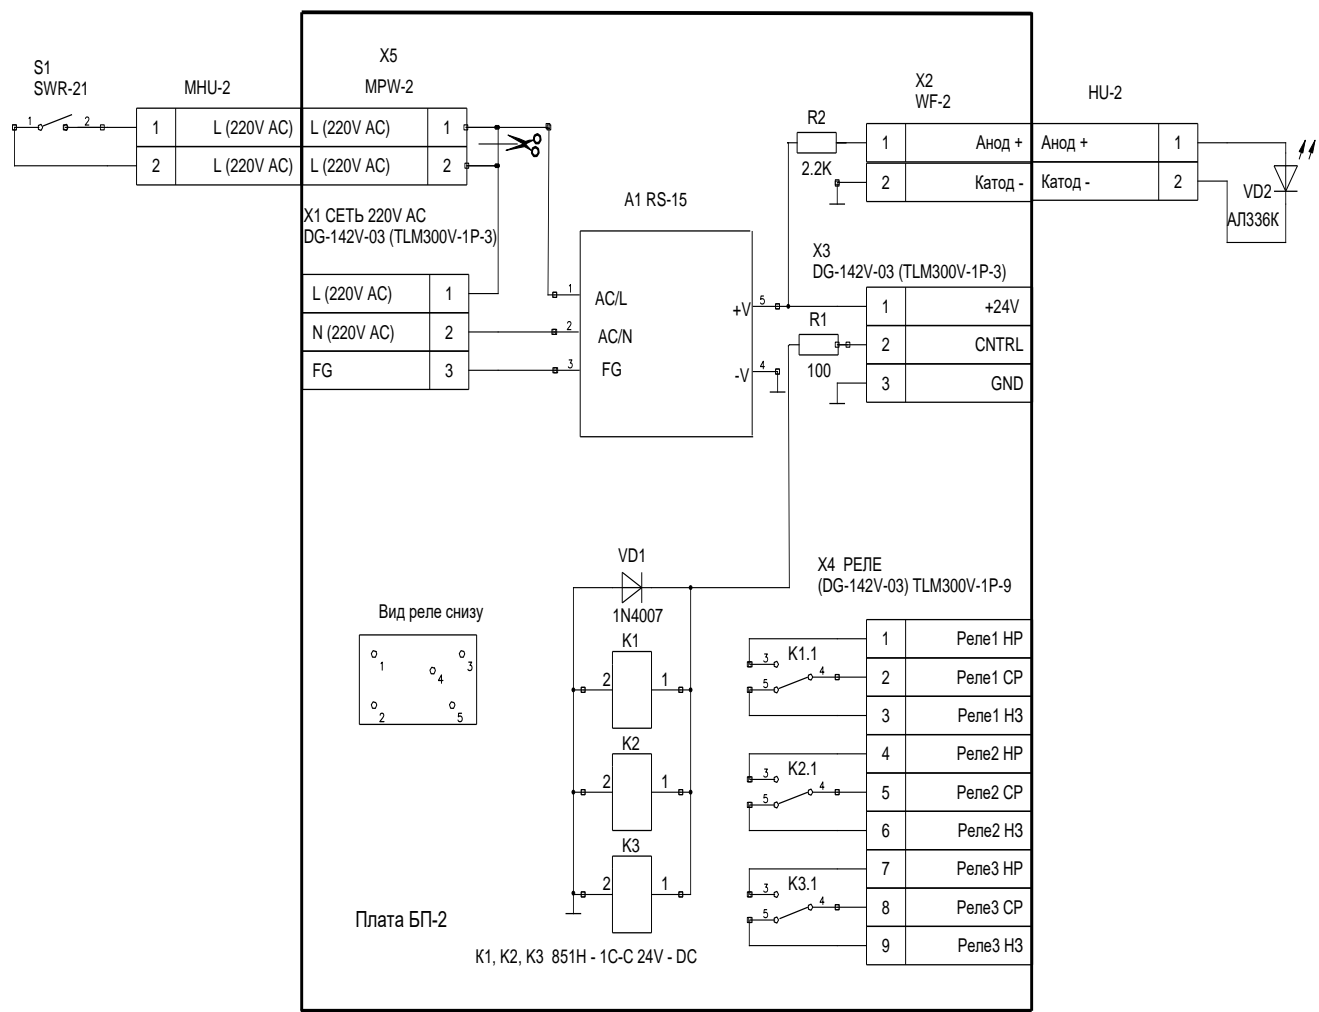 S1
SWR-21
1
2
MHU-2
1 L (220V AC)
2 L (220V AC)
X5
MPW-2
L (220V AC) 1
L (220V AC) 2
X1 СЕТЬ 220V AC
DG-142V-03 (TLM300V-1P-3)
L (220V AC) 1
N (220V AC) 2
FG 3
A1 RS-15
1 AC/L
2 AC/N
3 FG
+V 5
-V 4
R2
2.2K
X2
WF-2
1 Анод +
2 Катод -
HU-2
Анод + 1
Катод - 2
VD2
АЛ336К
X3
DG-142V-03 (TLM300V-1P-3)
1 +24V
2 CNTRL
3 GND
R1
100
VD1
1N4007
K1
2 1
K2
2 1
K3
2 1
К1, К2, К3 851H - 1C-C 24V - DC
Вид реле снизу
1
3
4
2
5
Плата БП-2
X4 РЕЛЕ
(DG-142V-03) TLM300V-1P-9
1 Реле1 НР
2 Реле1 СР
3 Реле1 НЗ
4 Реле2 НР
5 Реле2 СР
6 Реле2 НЗ
7 Реле3 НР
8 Реле3 СР
9 Реле3 НЗ
3 K1.1
4
5
3 K2.1
4
5
3 K3.1
4
5